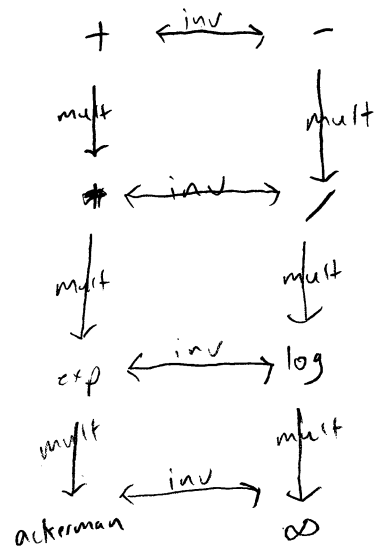 + inv -
mult mult
* inv /
mult mult
exp inv log
mult mult
ackerman inv ∞